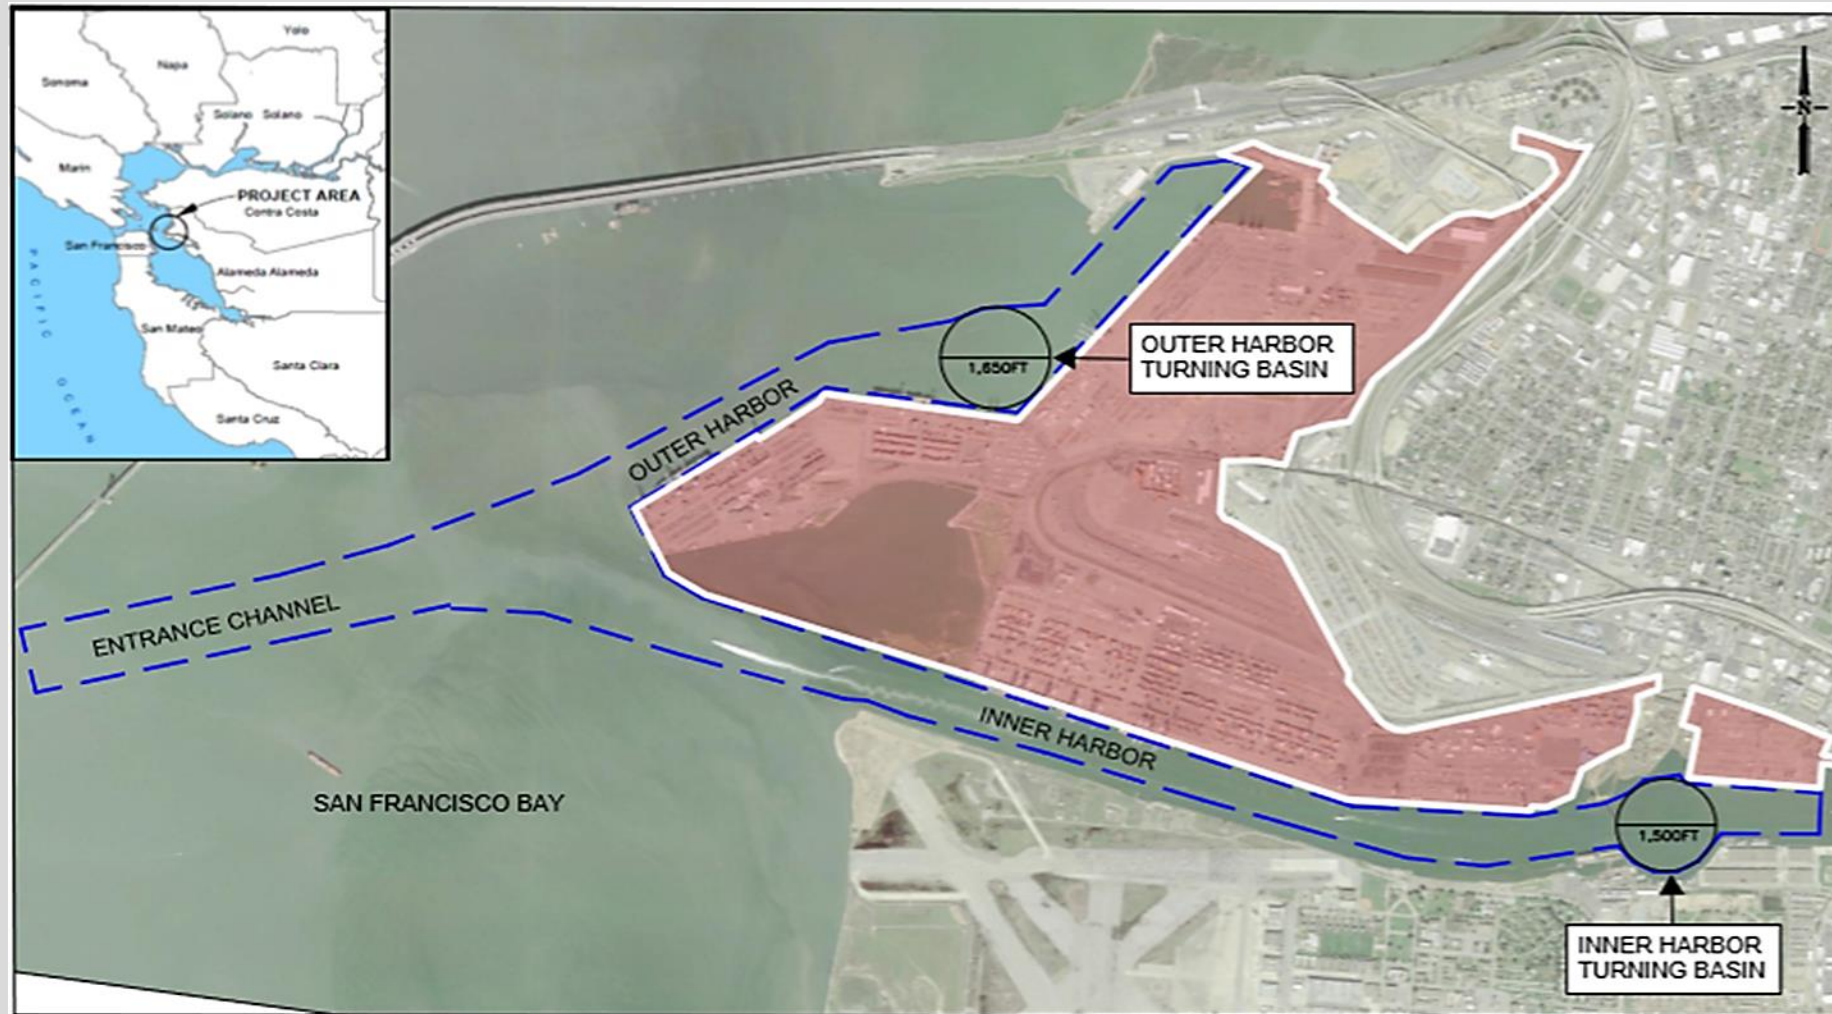 Yolo
Napa
Sonoma
Solano Solano
Marin
PROJECT AREA
Contra Costa
San Francisco
Alameda Alameda
PACIFIC OCEAN
San Mateo
Santa Clara
Santa Cruz
N
OUTER HARBOR
TURNING BASIN
1,650FT
OUTER HARBOR
ENTRANCE CHANNEL
INNER HARBOR
SAN FRANCISCO BAY
1,500FT
INNER HARBOR
TURNING BASIN